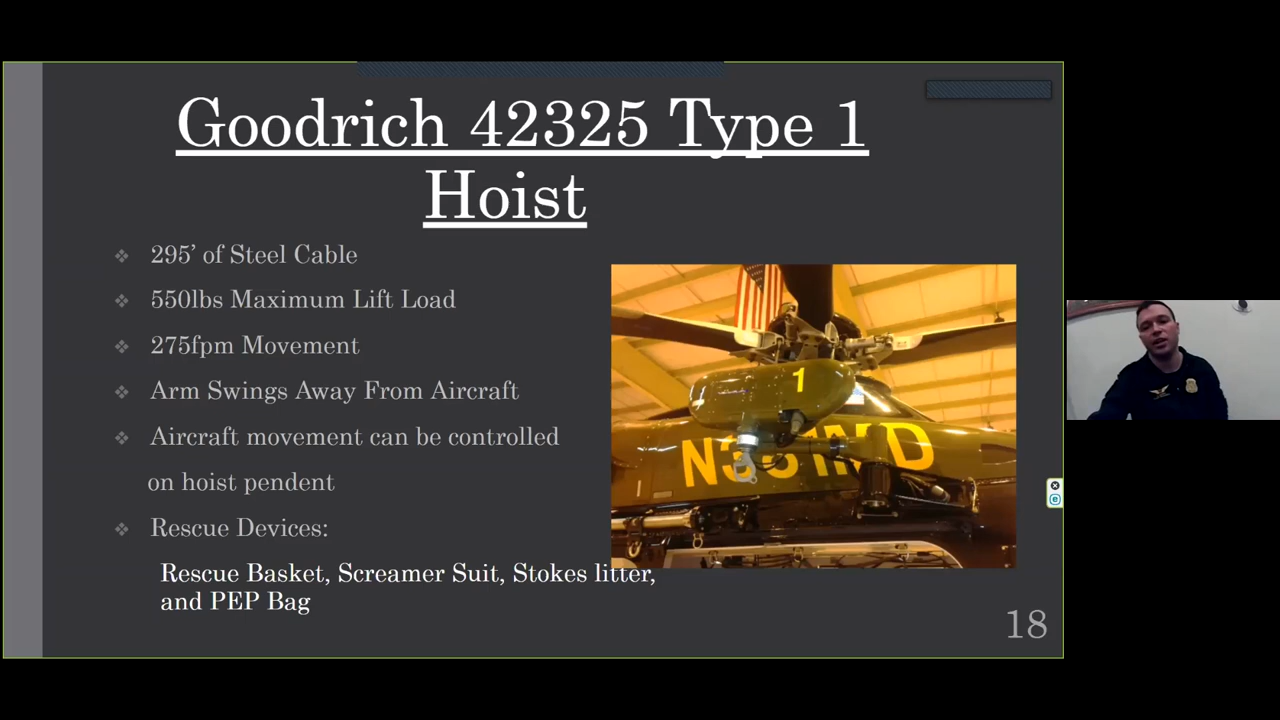 Goodrich 42325 Type 1
Hoist
295’ of Steel Cable
550lbs Maximum Lift Load
275fpm Movement
Arm Swings Away From Aircraft
Aircraft movement can be controlled
on hoist pendent
Rescue Devices:
Rescue Basket, Screamer Suit, Stokes litter,
and PEP Bag
1
MD
18